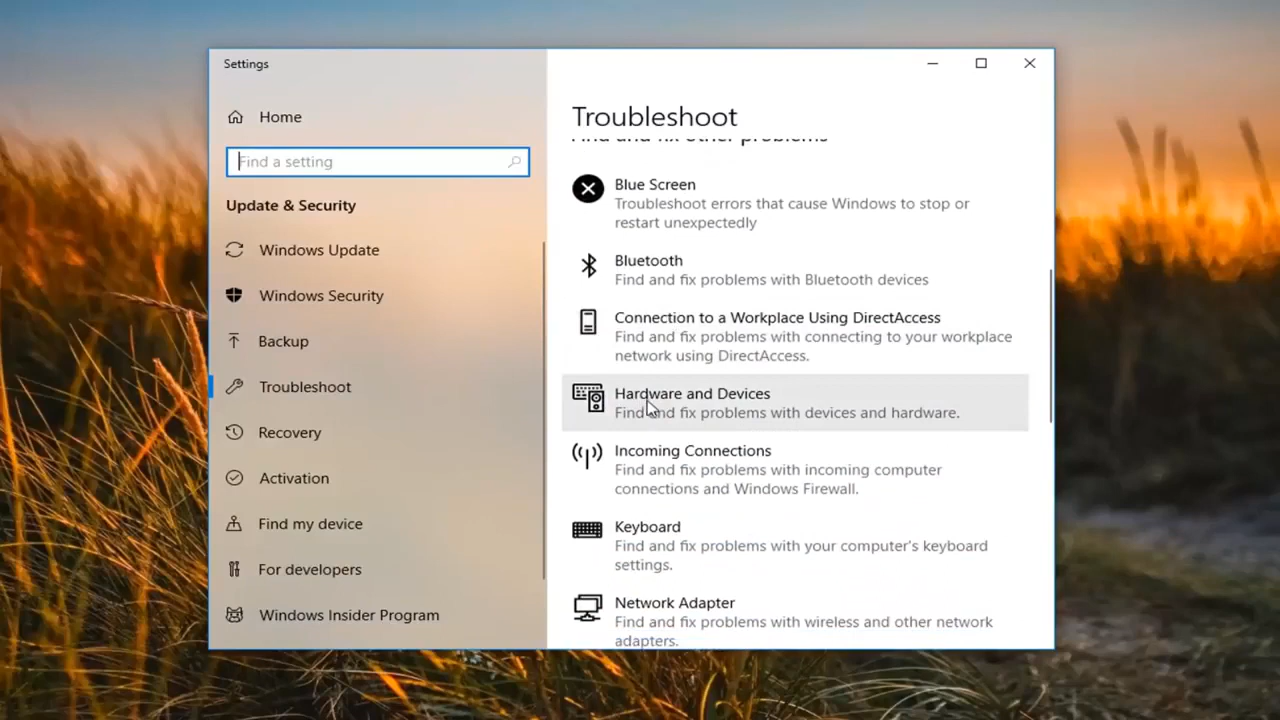 Settings
Home
Find a setting
Update & Security
Windows Update
Windows Security
Backup
Troubleshoot
Recovery
Activation
Find my device
For developers
Windows Insider Program
Troubleshoot
Find and fix other problems
Blue Screen
Troubleshoot errors that cause Windows to stop or
restart unexpectedly
Bluetooth
Find and fix problems with Bluetooth devices
Connection to a Workplace Using DirectAccess
Find and fix problems with connecting to your workplace
network using DirectAccess.
Hardware and Devices
Find and fix problems with devices and hardware.
Incoming Connections
Find and fix problems with incoming computer
connections and Windows Firewall.
Keyboard
Find and fix problems with your computer's keyboard
settings.
Network Adapter
Find and fix problems with wireless and other network
adapters.